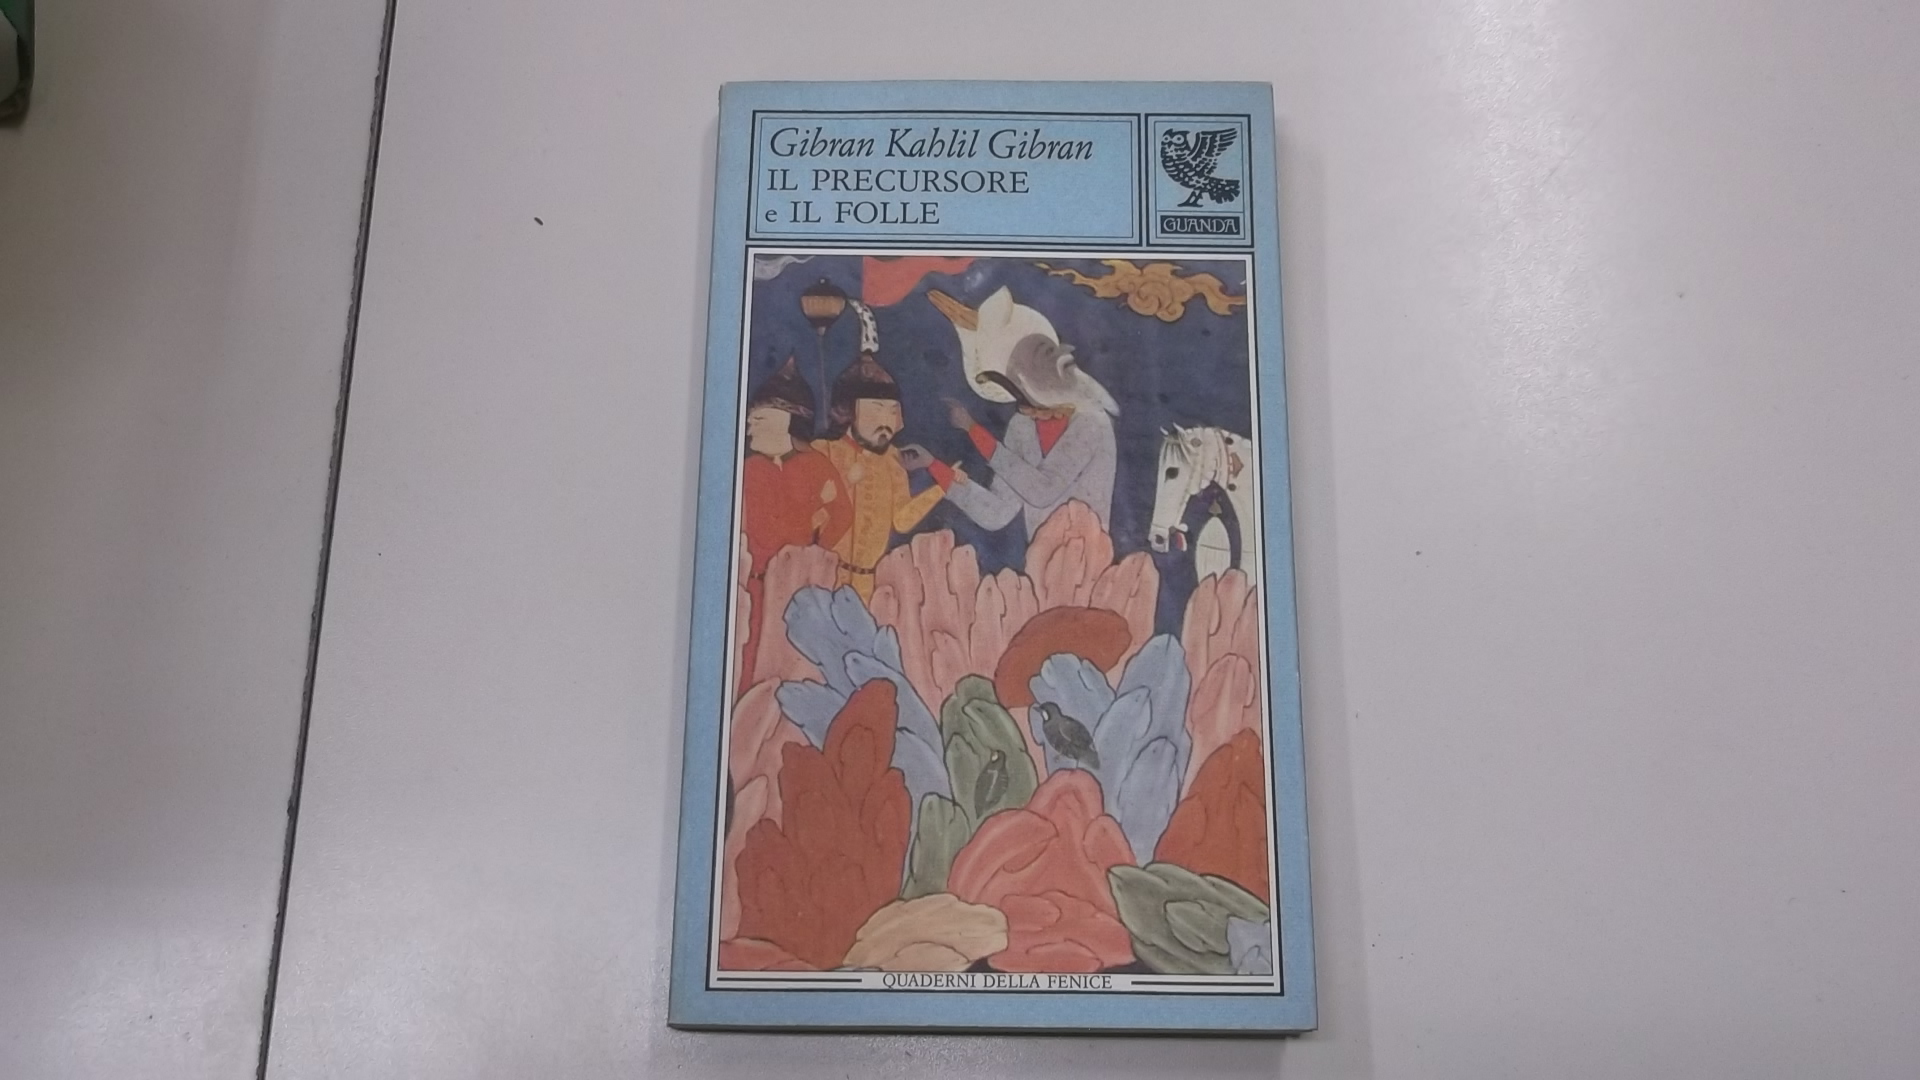 Gibran Kahlil Gibran
IL PRECURSORE
e IL FOLLE
GUANDA
QUADERNI DELLA FENICE